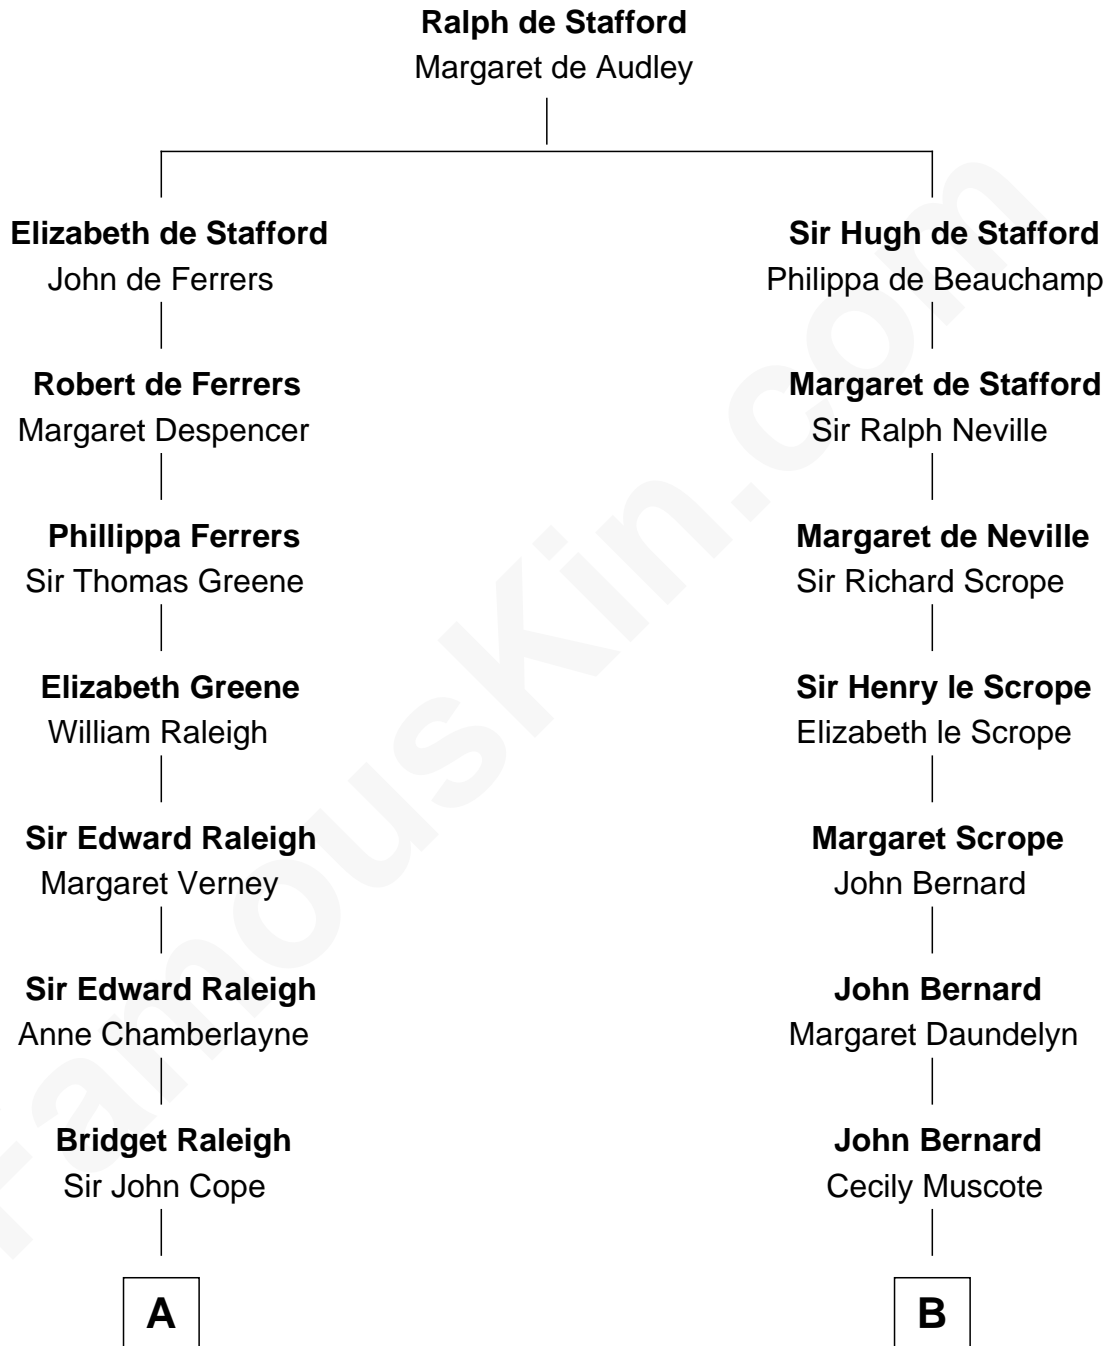 Ralph de Stafford
Margaret de Audley
Elizabeth de Stafford
John de Ferrers
Sir Hugh de Stafford
Philippa de Beauchamp
Robert de Ferrers
Margaret Despencer
Margaret de Stafford
Sir Ralph Neville
Phillippa Ferrers
Sir Thomas Greene
Margaret de Neville
Sir Richard Scrope
Elizabeth Greene
William Raleigh
Sir Henry le Scrope
Elizabeth le Scrope
Sir Edward Raleigh
Margaret Verney
Margaret Scrope
John Bernard
Sir Edward Raleigh
Anne Chamberlayne
John Bernard
Margaret Daundelyn
Bridget Raleigh
Sir John Cope
John Bernard
Cecily Muscote
A
B
FamousKin.com